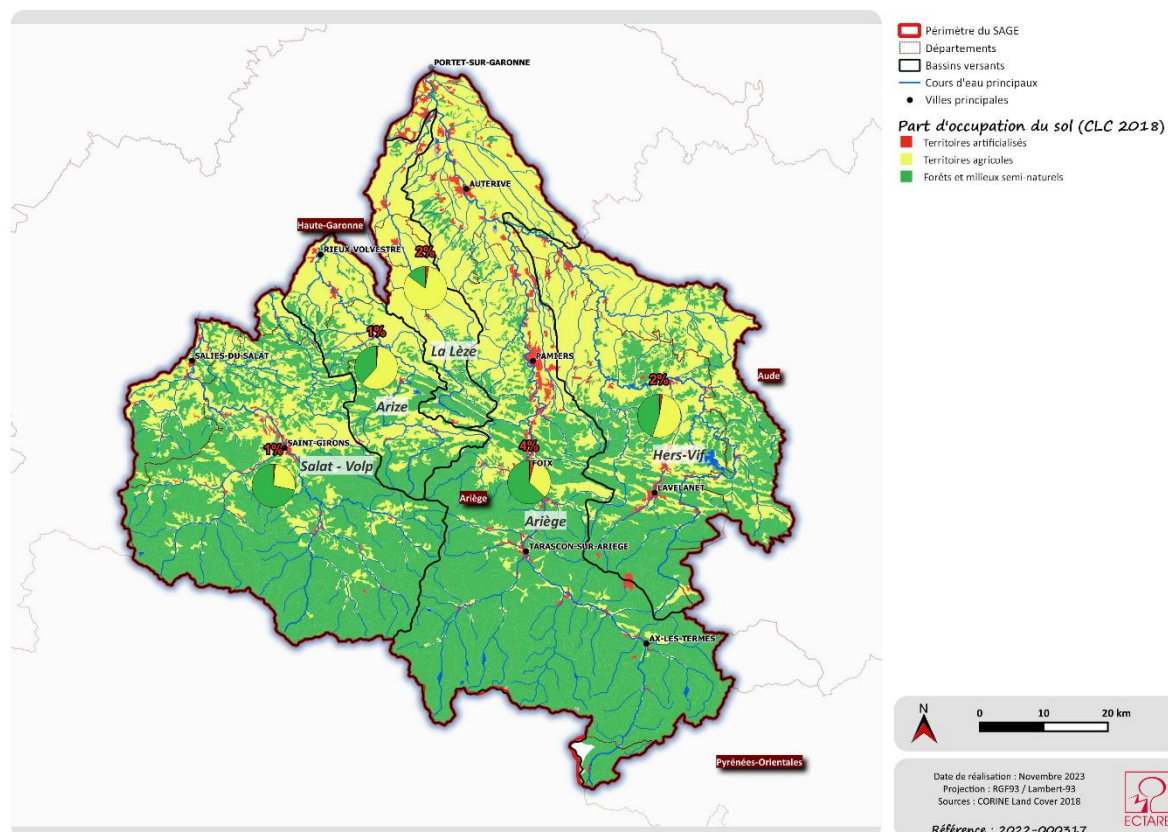 PORTET-SUR-GARONNE
AUTERIVE
Haute-Garonne
RIEUX-VOLVESTRE
2%
1%
La Lèze
SALIES-DU-SALAT
PAMIERS
Aude
2%
Arize
SAINT-GIRONS
1%
Salat - Volp
4%
FOIX
Hers-Vif
LAVELANET
Ariège
Ariège
TARASCON-SUR-ARIEGE
AX-LES-TERMES
Pyrénées-Orientales
Périmètre du SAGE
Départements
Bassins versants
Cours d'eau principaux
Villes principales
Part d'occupation du sol (CLC 2018)
Territoires artificialisés
Territoires agricoles
Forêts et milieux semi-naturels
N
0 10 20 km
Date de réalisation : Novembre 2023
Projection : RGF93 / Lambert-93
Sources : CORINE Land Cover 2018
Référence : 2022-000317
ECTARE